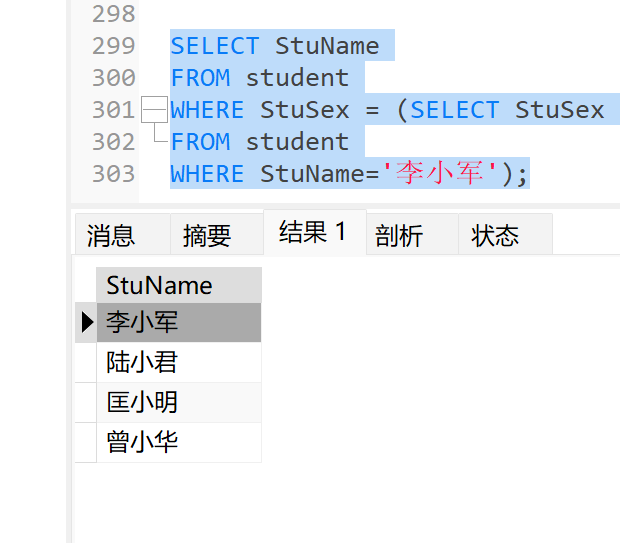 298
299 SELECT StuName
300 FROM student
301 WHERE StuSex = (SELECT StuSex
302 FROM student
303 WHERE StuName='李小军');
消息 摘要 结果 1 剖析 状态
StuName
李小军
陆小君
匡小明
曾小华